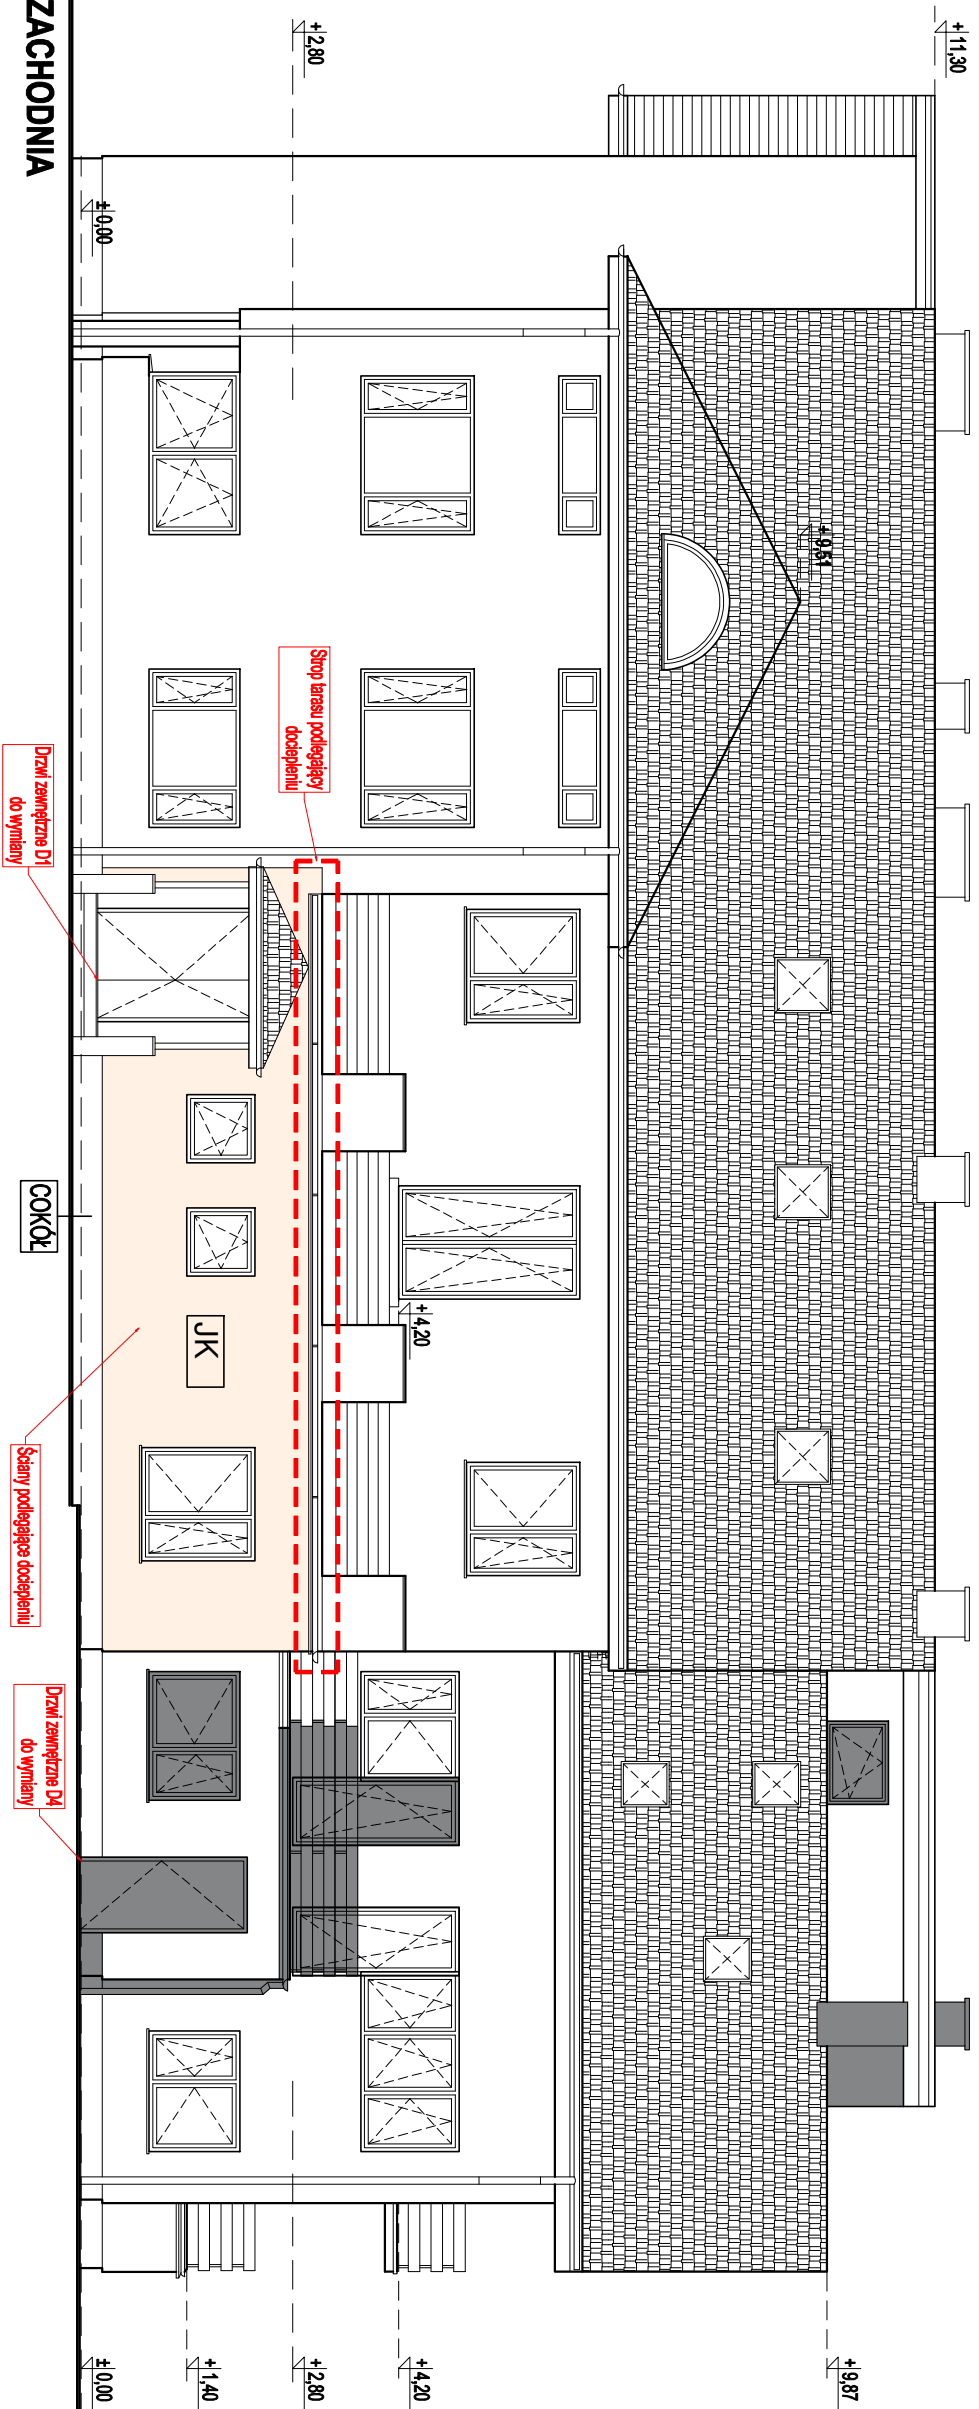 + 11,30
+ 2,80
± 0,00
+ 9,51
Strop tarasu podlegający
dociepleniu
+ 4,20
JK
Drzwi zewnętrzne D1
do wymiany
COKÓŁ
Ściany podlegające dociepleniu
Drzwi zewnętrzne D4
do wymiany
+ 9,87
+ 4,20
+ 2,80
+ 1,40
± 0,00
ZACHODNIA